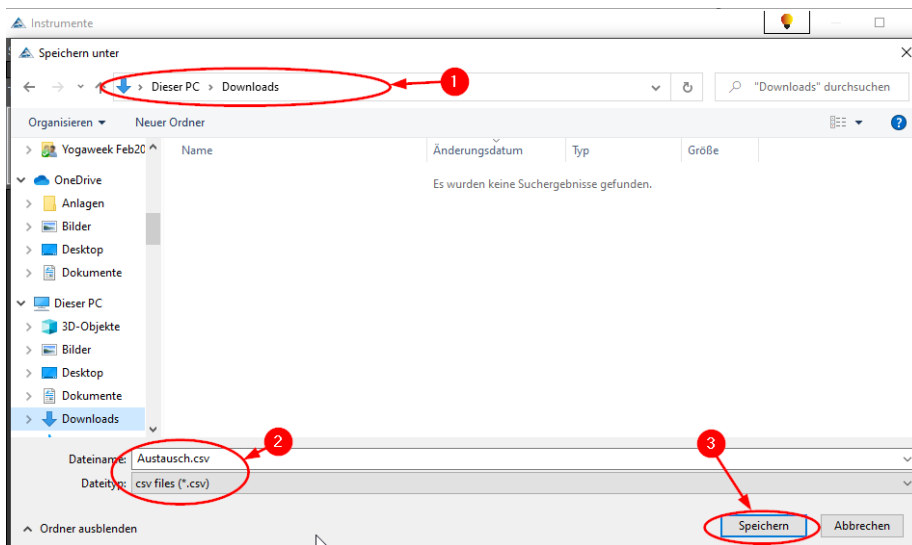 Instrumente
Speichern unter
Dieser PC > Downloads
1
"Downloads" durchsuchen
Organisieren
Neuer Ordner
?
Yogaweek Feb20
Name
Änderungsdatum
Typ
Größe
Es wurden keine Suchergebnisse gefunden.
OneDrive
Anlagen
Bilder
Desktop
Dokumente
Dieser PC
3D-Objekte
Bilder
Desktop
Dokumente
Downloads
2
Dateiname: Austausch.csv
Dateityp: csv files (*.csv)
3
Ordner ausblenden
Speichern
Abbrechen